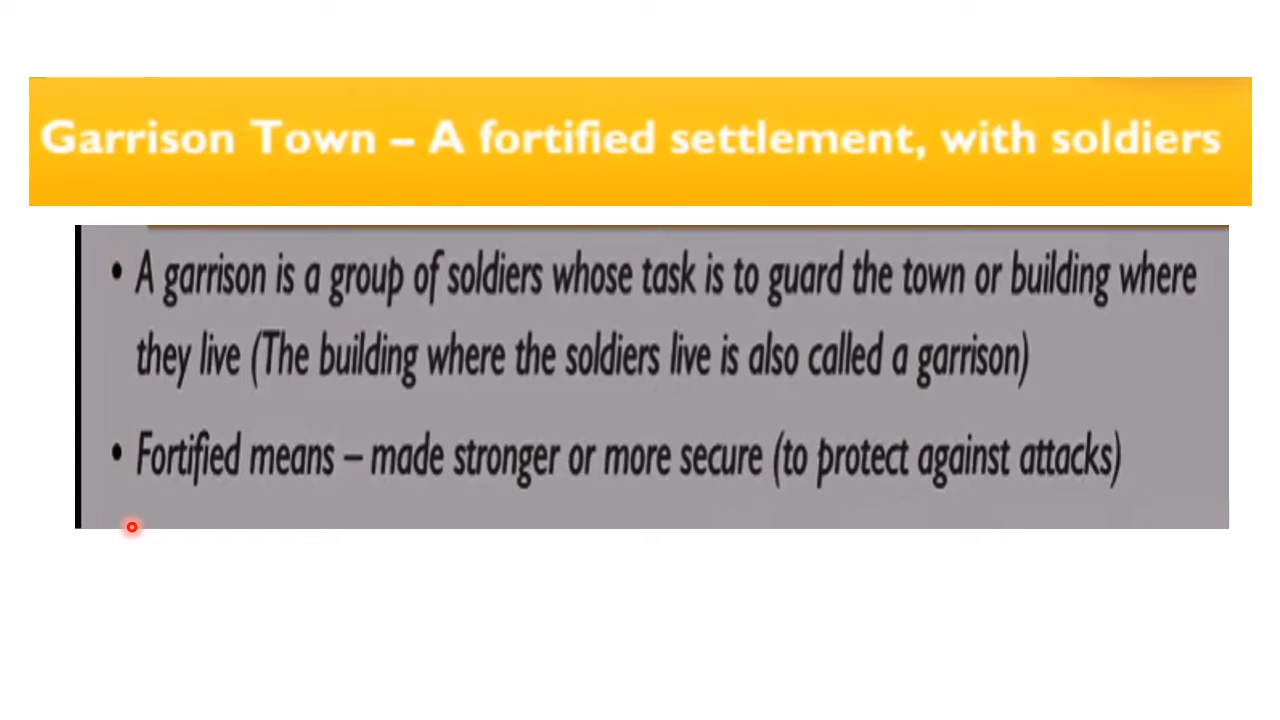 Garrison Town – A fortified settlement, with soldiers
• A garrison is a group of soldiers whose task is to guard the town or building where
they live (The building where the soldiers live is also called a garrison)
• Fortified means – made stronger or more secure (to protect against attacks)